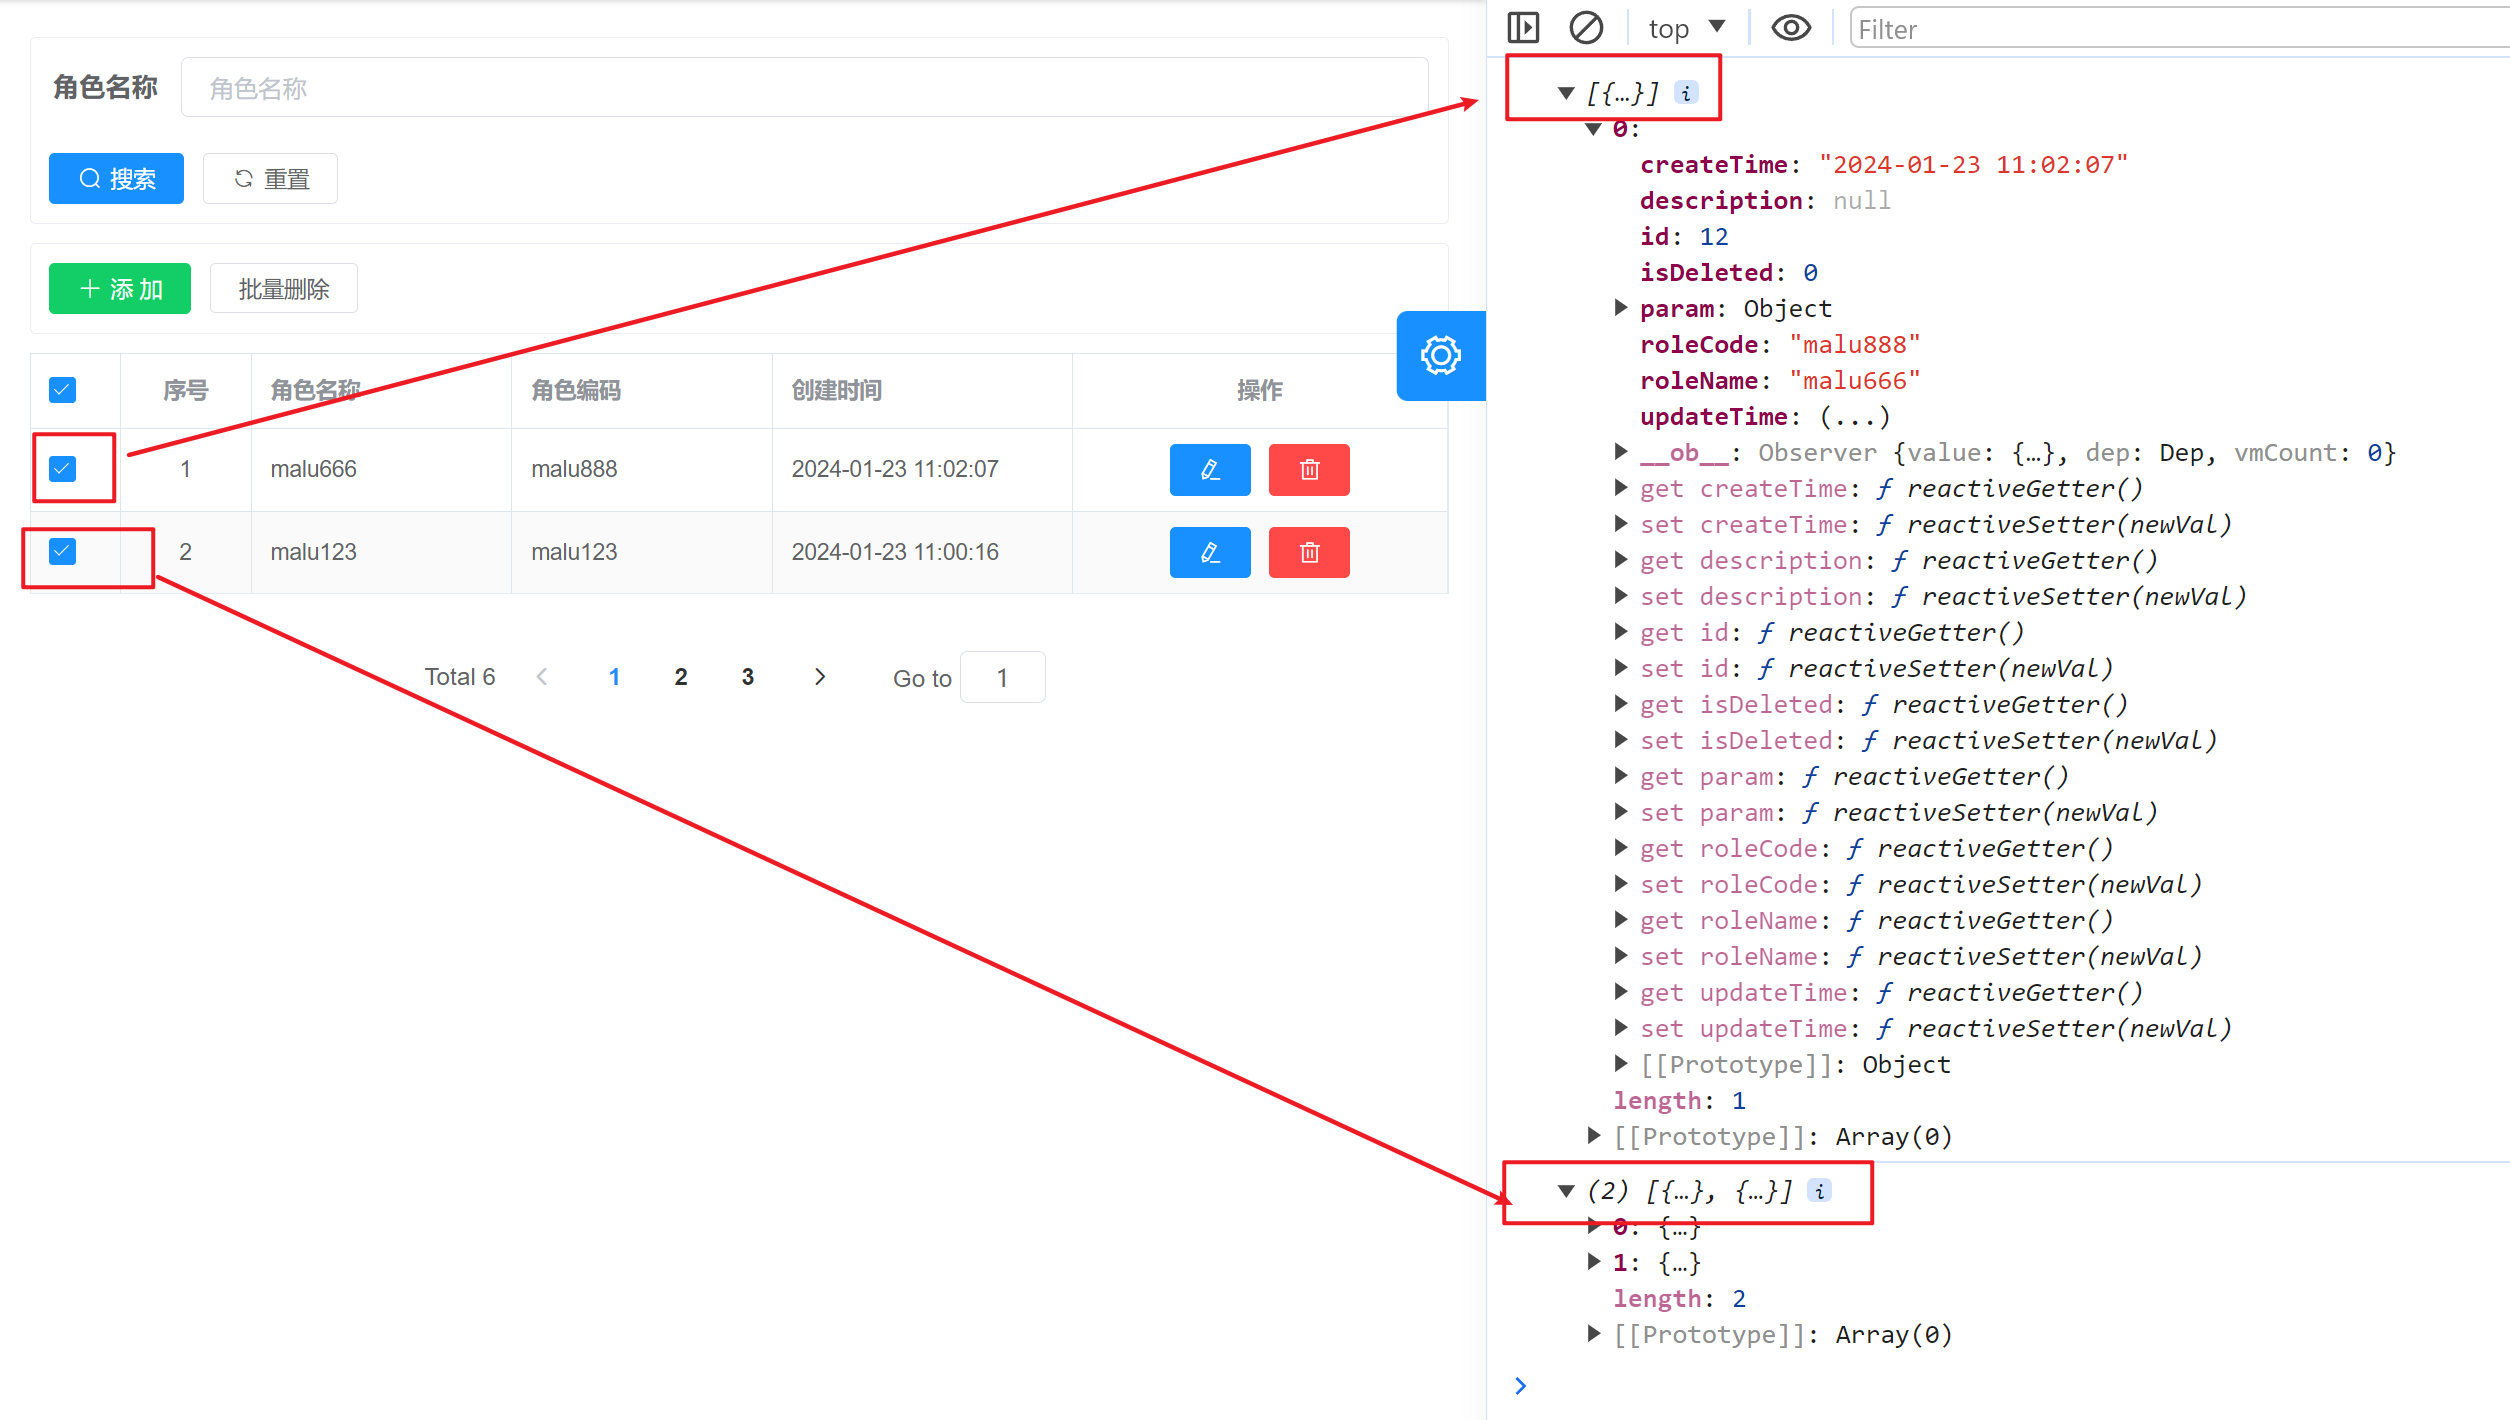 角色名称 角色名称
搜索 重置
添 加 批量删除
序号 角色名称 角色编码 创建时间 操作
1 malu666 malu888 2024-01-23 11:02:07
2 malu123 malu123 2024-01-23 11:00:16
Total 6 1 2 3 Go to 1
top Filter
[{…}] i
0:
createTime: "2024-01-23 11:02:07"
description: null
id: 12
isDeleted: 0
param: Object
roleCode: "malu888"
roleName: "malu666"
updateTime: (...)
__ob__: Observer {value: {…}, dep: Dep, vmCount: 0}
get createTime: ƒ reactiveGetter()
set createTime: ƒ reactiveSetter(newVal)
get description: ƒ reactiveGetter()
set description: ƒ reactiveSetter(newVal)
get id: ƒ reactiveGetter()
set id: ƒ reactiveSetter(newVal)
get isDeleted: ƒ reactiveGetter()
set isDeleted: ƒ reactiveSetter(newVal)
get param: ƒ reactiveGetter()
set param: ƒ reactiveSetter(newVal)
get roleCode: ƒ reactiveGetter()
set roleCode: ƒ reactiveSetter(newVal)
get roleName: ƒ reactiveGetter()
set roleName: ƒ reactiveSetter(newVal)
get updateTime: ƒ reactiveGetter()
set updateTime: ƒ reactiveSetter(newVal)
[[Prototype]]: Object
length: 1
[[Prototype]]: Array(0)
(2) [{…}, {…}] i
0: {…}
1: {…}
length: 2
[[Prototype]]: Array(0)